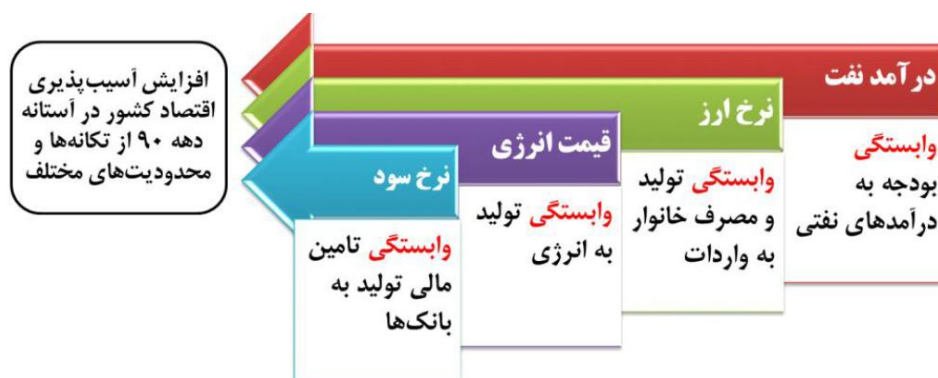 درآمد نفت
وابستگی
بودجه به
درآمدهای نفتی
نرخ ارز
وابستگی تولید
و مصرف خانوار
به واردات
قیمت انرژی
وابستگی تولید
به انرژی
نرخ سود
وابستگی تامین
مالی تولید به
بانک‌ها
افزایش آسیب‌پذیری
اقتصاد کشور در آستانه
دهه ۹۰ از تکانه‌ها و
محدودیت‌های مختلف